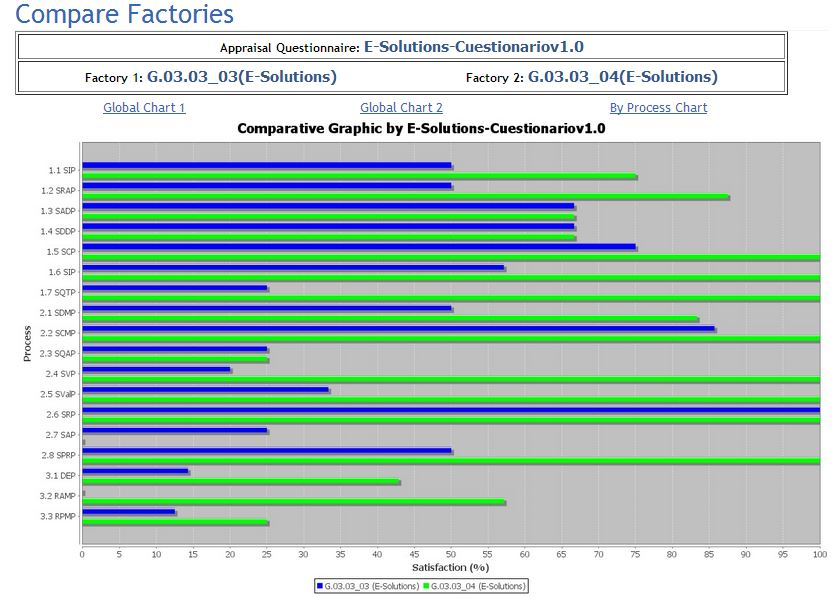 Compare Factories
Appraisal Questionnaire: E-Solutions-Cuestionariov1.0
Factory 1: G.03.03_03(E-Solutions) Factory 2: G.03.03_04(E-Solutions)
Global Chart 1 Global Chart 2 By Process Chart
Comparative Graphic by E-Solutions-Cuestionariov1.0
1.1 SIP
1.2 SRAP
1.3 SADP
1.4 SDDP
1.5 SCP
1.6 SIP
1.7 SQTP
2.1 SDMP
2.2 SCMP
Process
2.3 SQAP
2.4 SVP
2.5 SValP
2.6 SRP
2.7 SAP
2.8 SPRP
3.1 DEP
3.2 RAMP
3.3 RPMP
0 5 10 15 20 25 30 35 40 45 50 55 60 65 70 75 80 85 90 95 100
Satisfaction (%)
G.03.03_03 (E-Solutions) G.03.03_04 (E-Solutions)